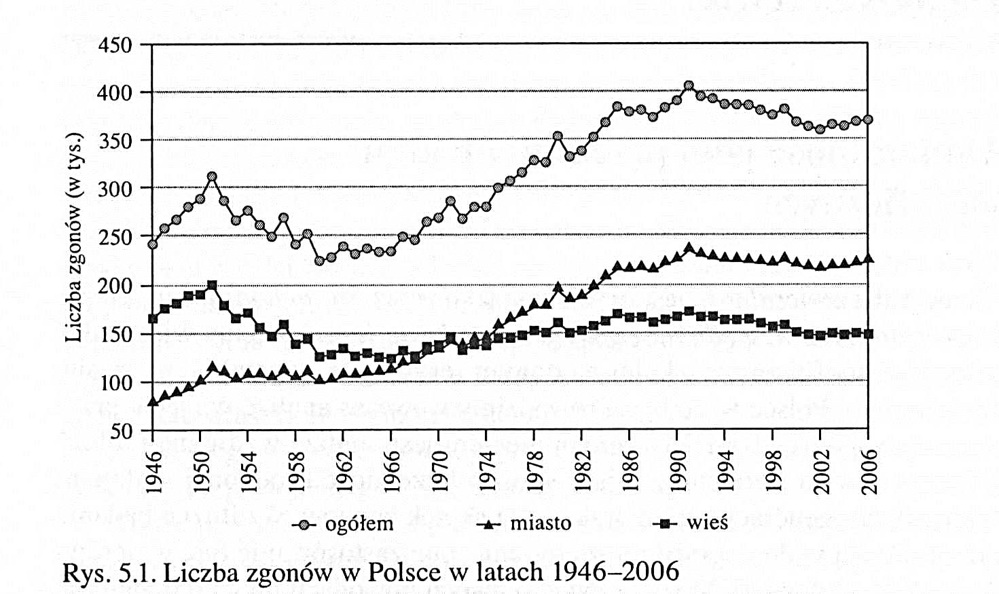 Liczba zgonów (w tys.)
450
400
350
300
250
200
150
100
50
1946 1950 1954 1958 1962 1966 1970 1974 1978 1982 1986 1990 1994 1998 2002 2006
ogółem miasto wieś
Rys. 5.1. Liczba zgonów w Polsce w latach 1946–2006